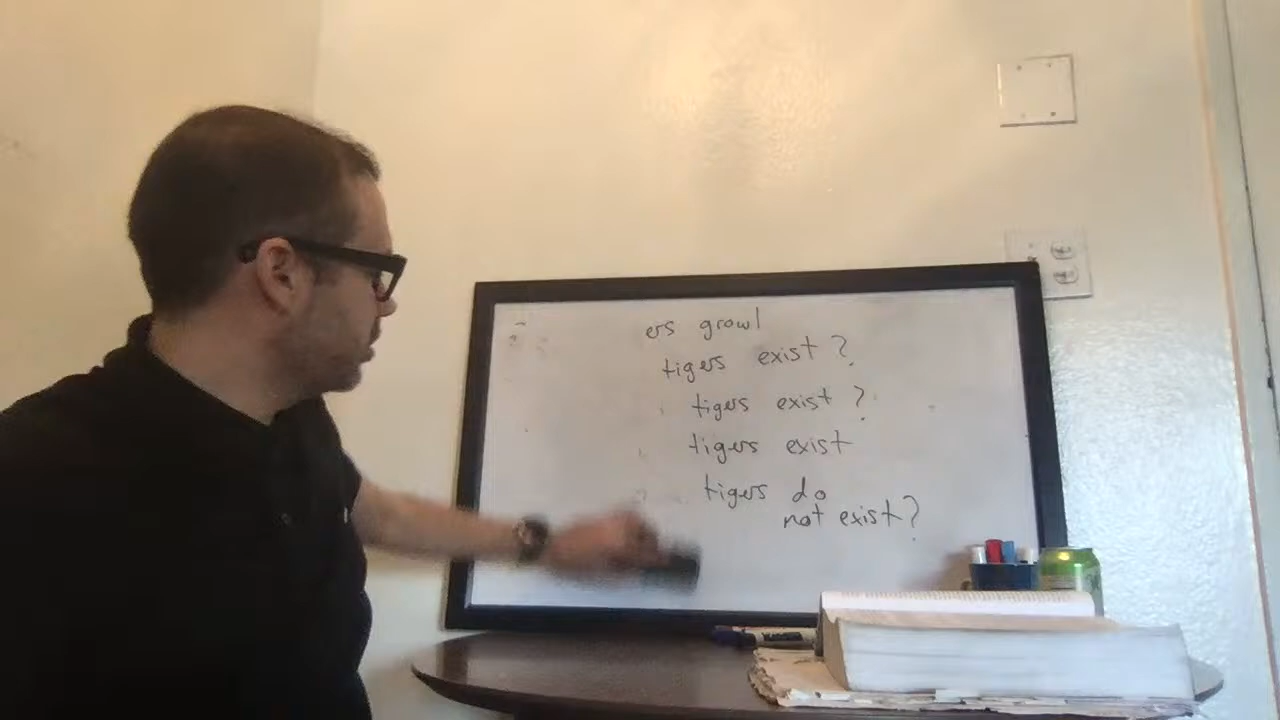 ers growl
tigers exist?
tigers exist?
tigers exist
tigers do
not exist?